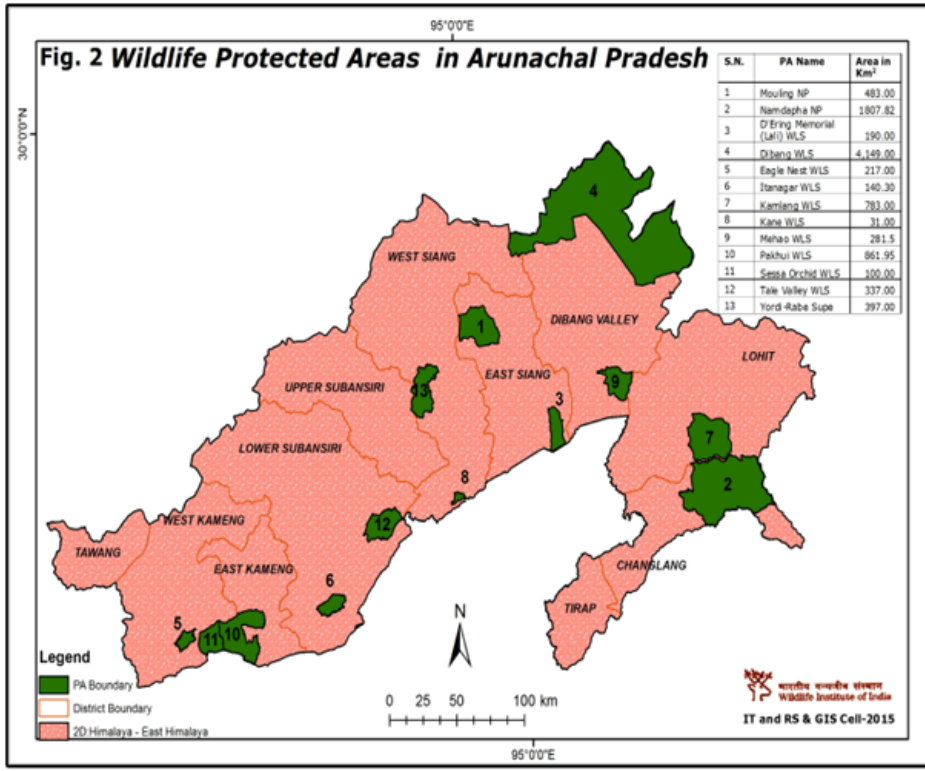 95°0'0"E
Fig. 2 Wildlife Protected Areas in Arunachal Pradesh
S.N. PA Name Area in Km²
1 Mouling NP 483.00
2 Namdapha NP 1807.82
3 D'Ering Memorial (Lali) WLS 190.00
4 Dibang WLS 4,149.00
5 Eagle Nest WLS 217.00
6 Itanagar WLS 140.30
7 Kamlang WLS 783.00
8 Kane WLS 31.00
9 Mehao WLS 281.5
10 Pakhui WLS 861.95
11 Sessa Orchid WLS 100.00
12 Tale Valley WLS 337.00
13 Yordi-Rabe Supe 397.00
30°0'0"N
4
WEST SIANG
1
DIBANG VALLEY
LOHIT
EAST SIANG
UPPER SUBANSIRI
13
9
3
7
LOWER SUBANSIRI
8
2
WEST KAMENG
12
TAWANG
EAST KAMENG
CHANGLANG
6
TIRAP
5
11
10
N
Legend
PA Boundary
District Boundary
2D:Himalaya - East Himalaya
0 25 50 100 km
भारतीय वन्यजीव संस्थान
Wildlife Institute of India
IT and RS & GIS Cell-2015
95°0'0"E